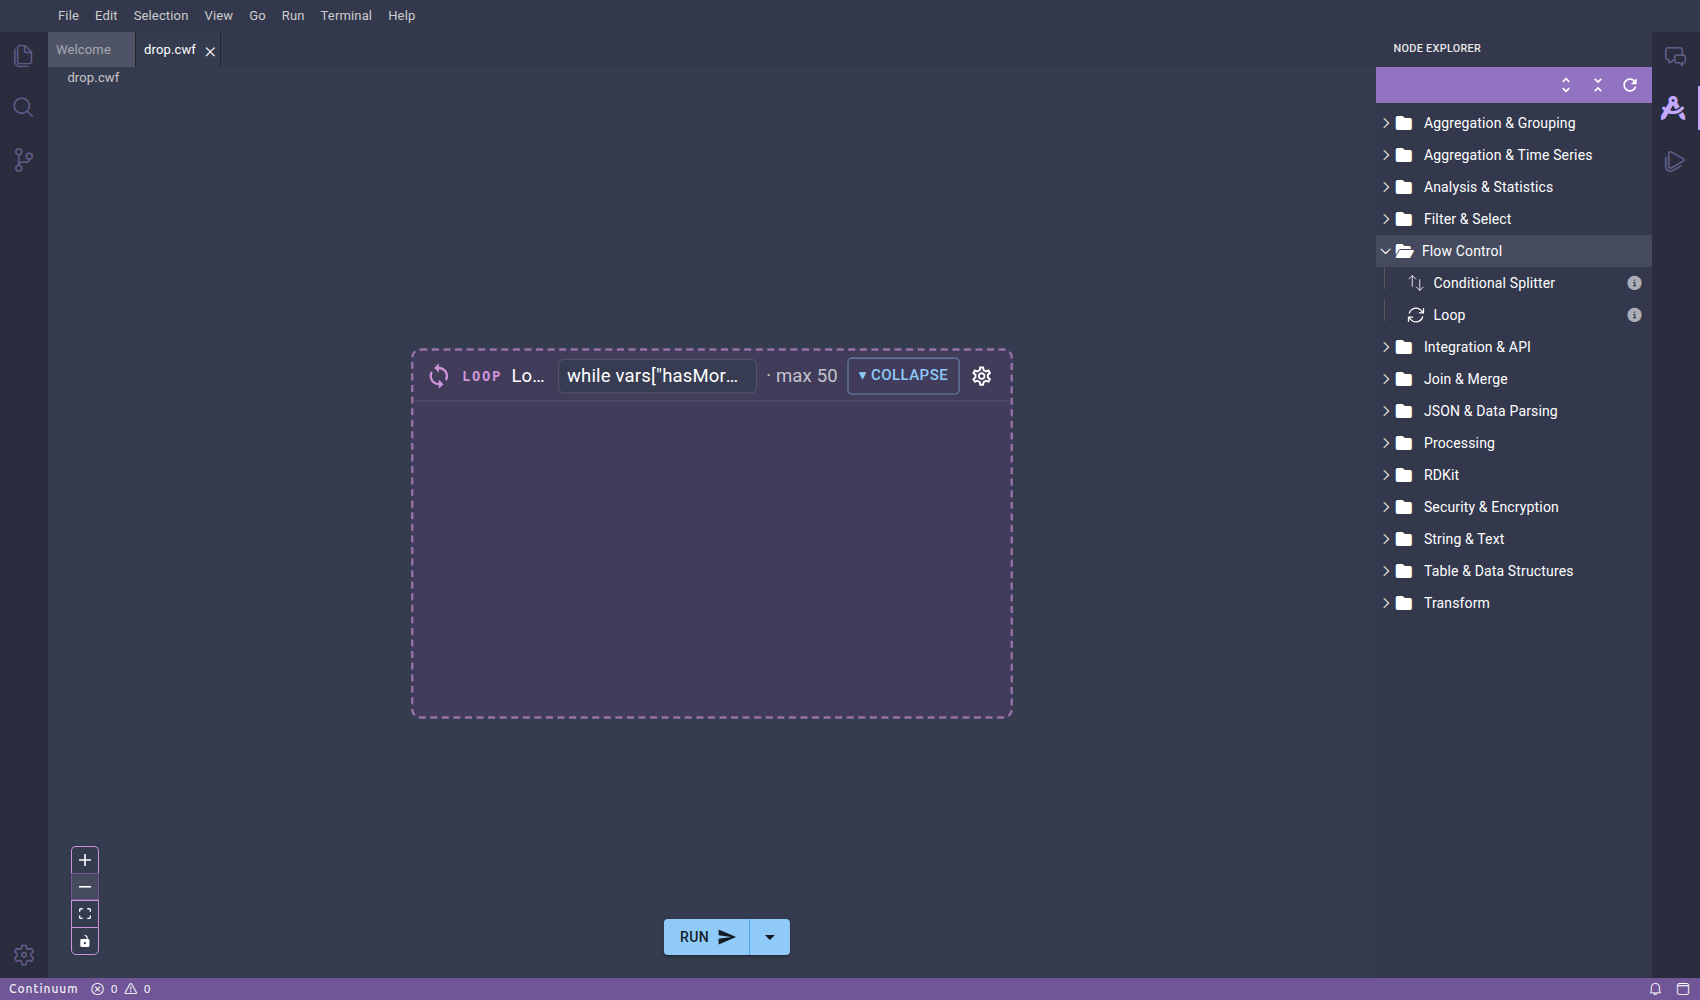 File Edit Selection View Go Run Terminal Help
Welcome drop.cwf
drop.cwf
NODE EXPLORER
Aggregation & Grouping
Aggregation & Time Series
Analysis & Statistics
Filter & Select
Flow Control
Conditional Splitter
Loop
Integration & API
Join & Merge
JSON & Data Parsing
Processing
RDKit
Security & Encryption
String & Text
Table & Data Structures
Transform
LOOP Lo... while vars["hasMor... · max 50 ▾ COLLAPSE
RUN
Continuum 0 0